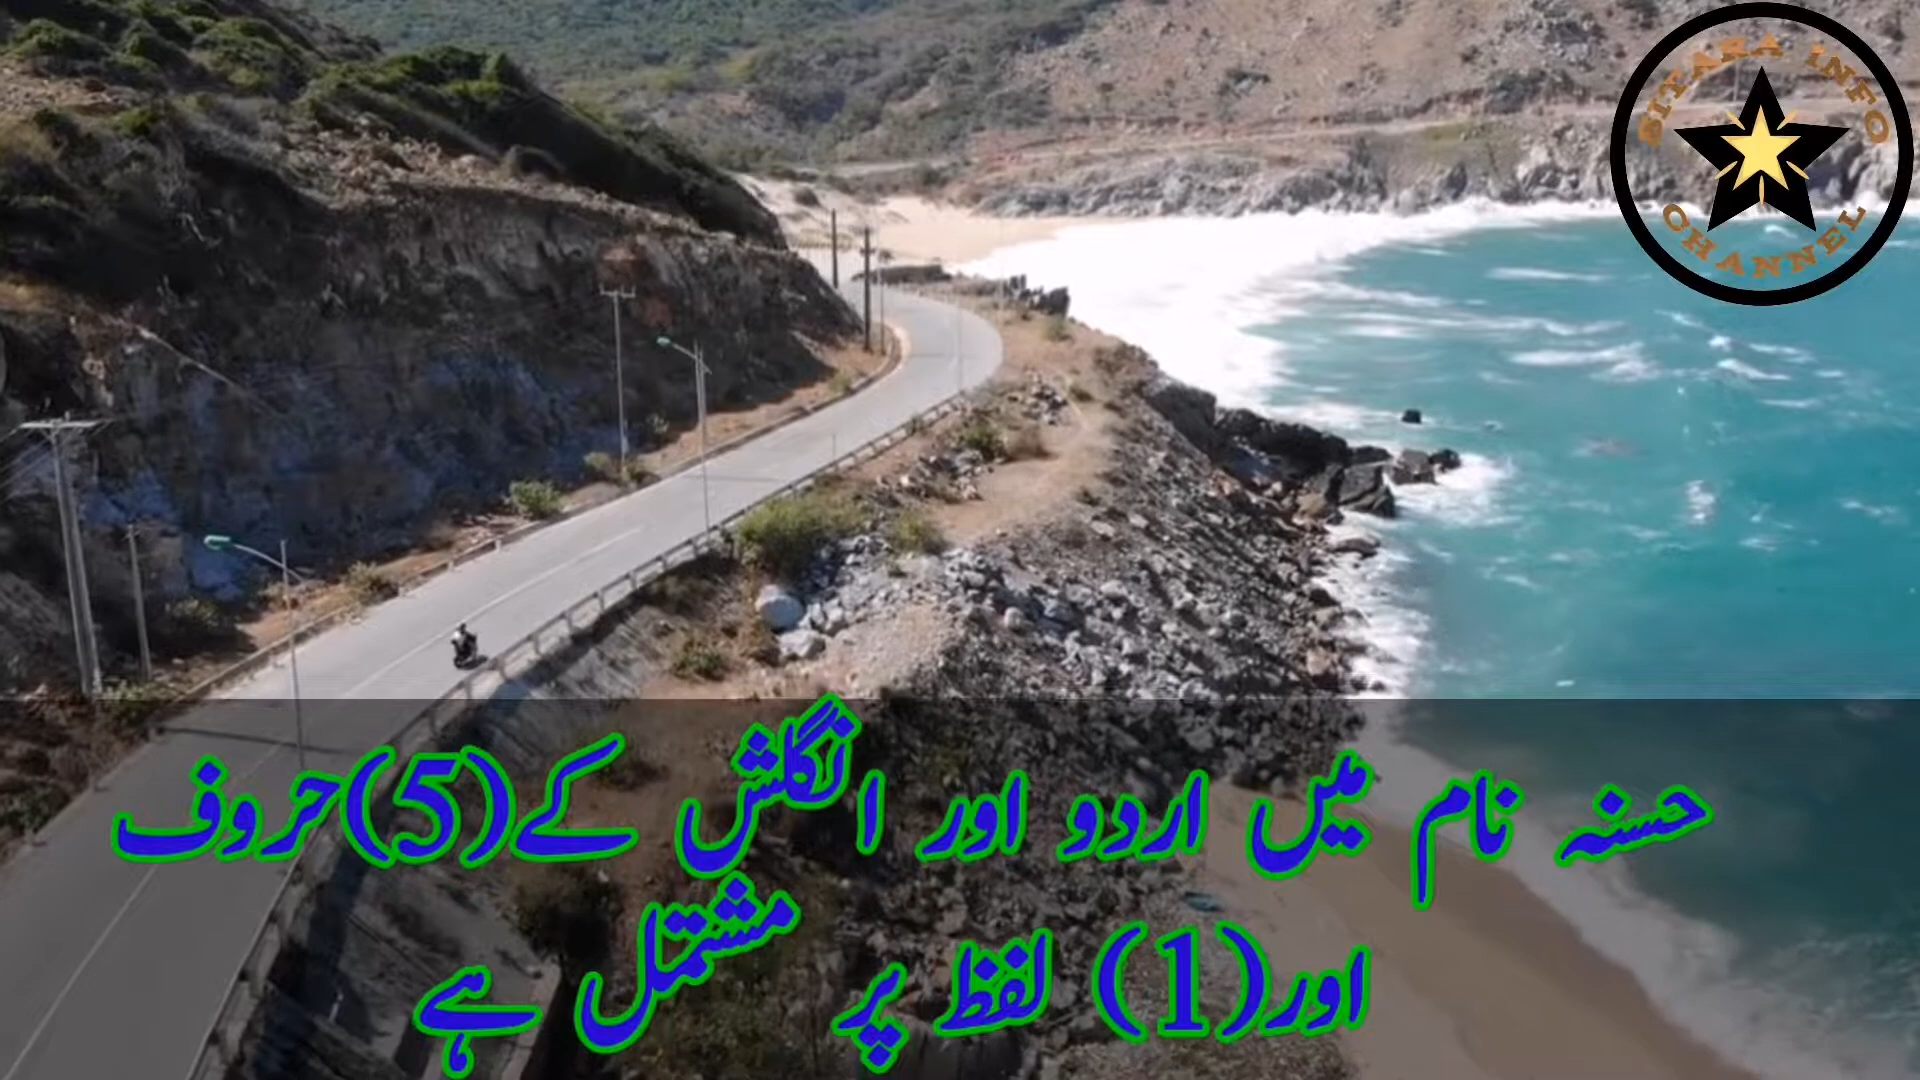 SITARA iNFO
CHANNEL
حسنہ نام میں اردو اور انگلش کے(5)حروف
اور(1) لفظ پر مشتمل ہے